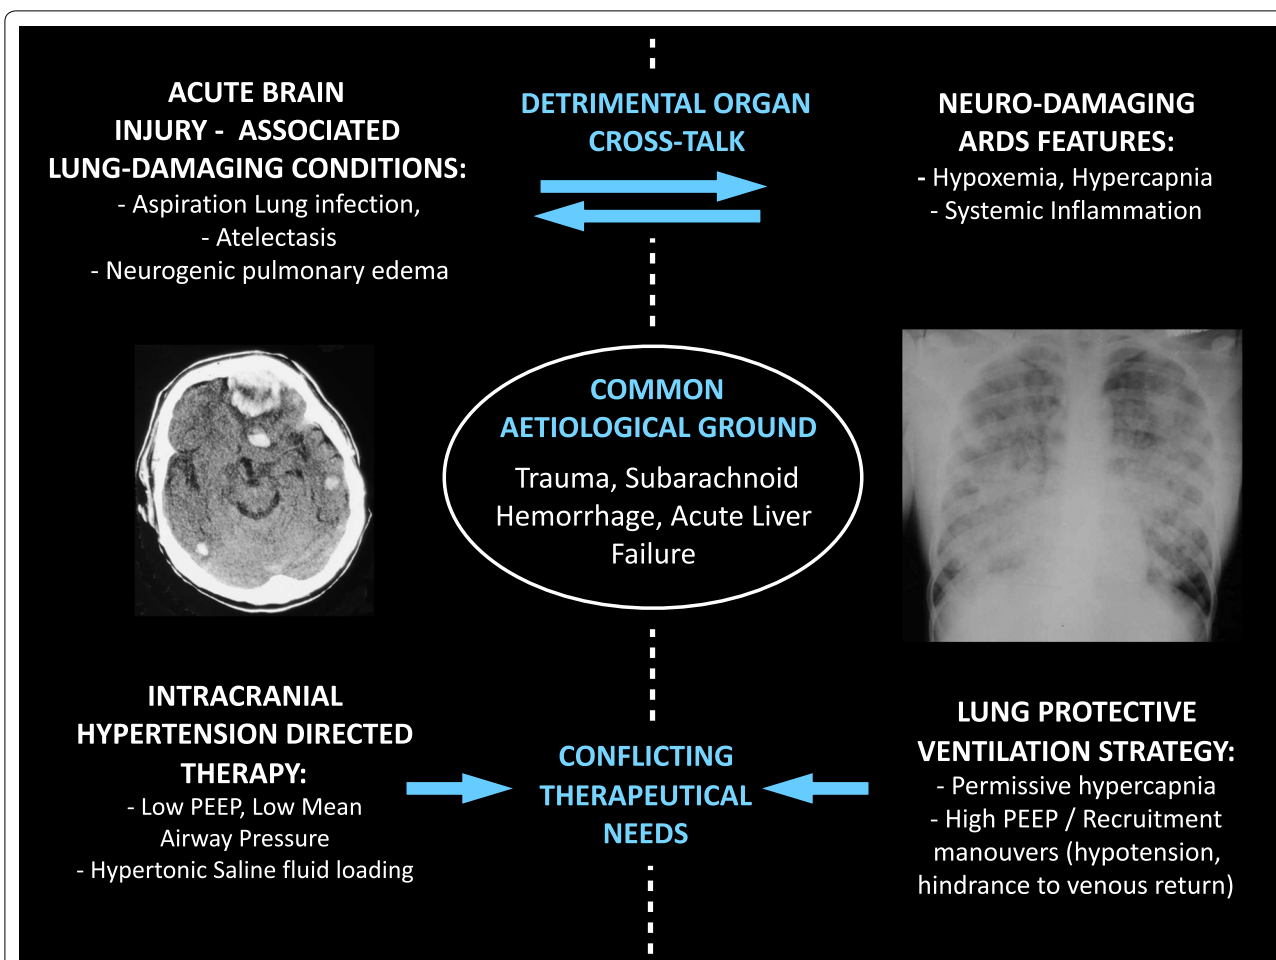 ACUTE BRAIN
INJURY - ASSOCIATED
LUNG-DAMAGING CONDITIONS:
- Aspiration Lung infection,
- Atelectasis
- Neurogenic pulmonary edema
DETRIMENTAL ORGAN
CROSS-TALK
NEURO-DAMAGING
ARDS FEATURES:
- Hypoxemia, Hypercapnia
- Systemic Inflammation
COMMON
AETIOLOGICAL GROUND
Trauma, Subarachnoid
Hemorrhage, Acute Liver
Failure
INTRACRANIAL
HYPERTENSION DIRECTED
THERAPY:
- Low PEEP, Low Mean
Airway Pressure
- Hypertonic Saline fluid loading
CONFLICTING
THERAPEUTICAL
NEEDS
LUNG PROTECTIVE
VENTILATION STRATEGY:
- Permissive hypercapnia
- High PEEP / Recruitment
manouvers (hypotension,
hindrance to venous return)